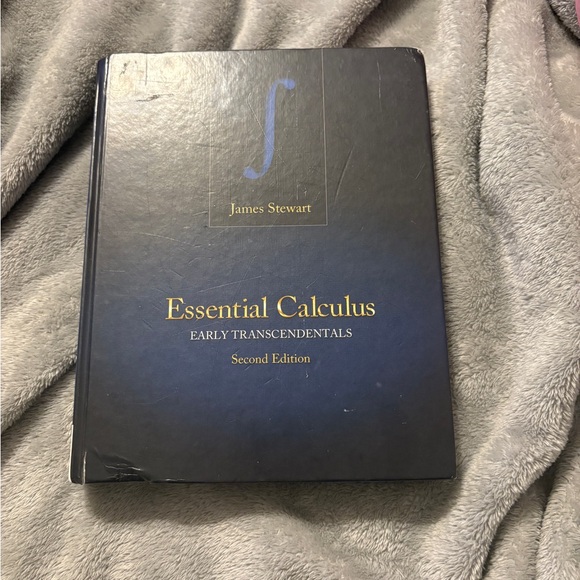 ∫
James Stewart
Essential Calculus
EARLY TRANSCENDENTALS
Second Edition